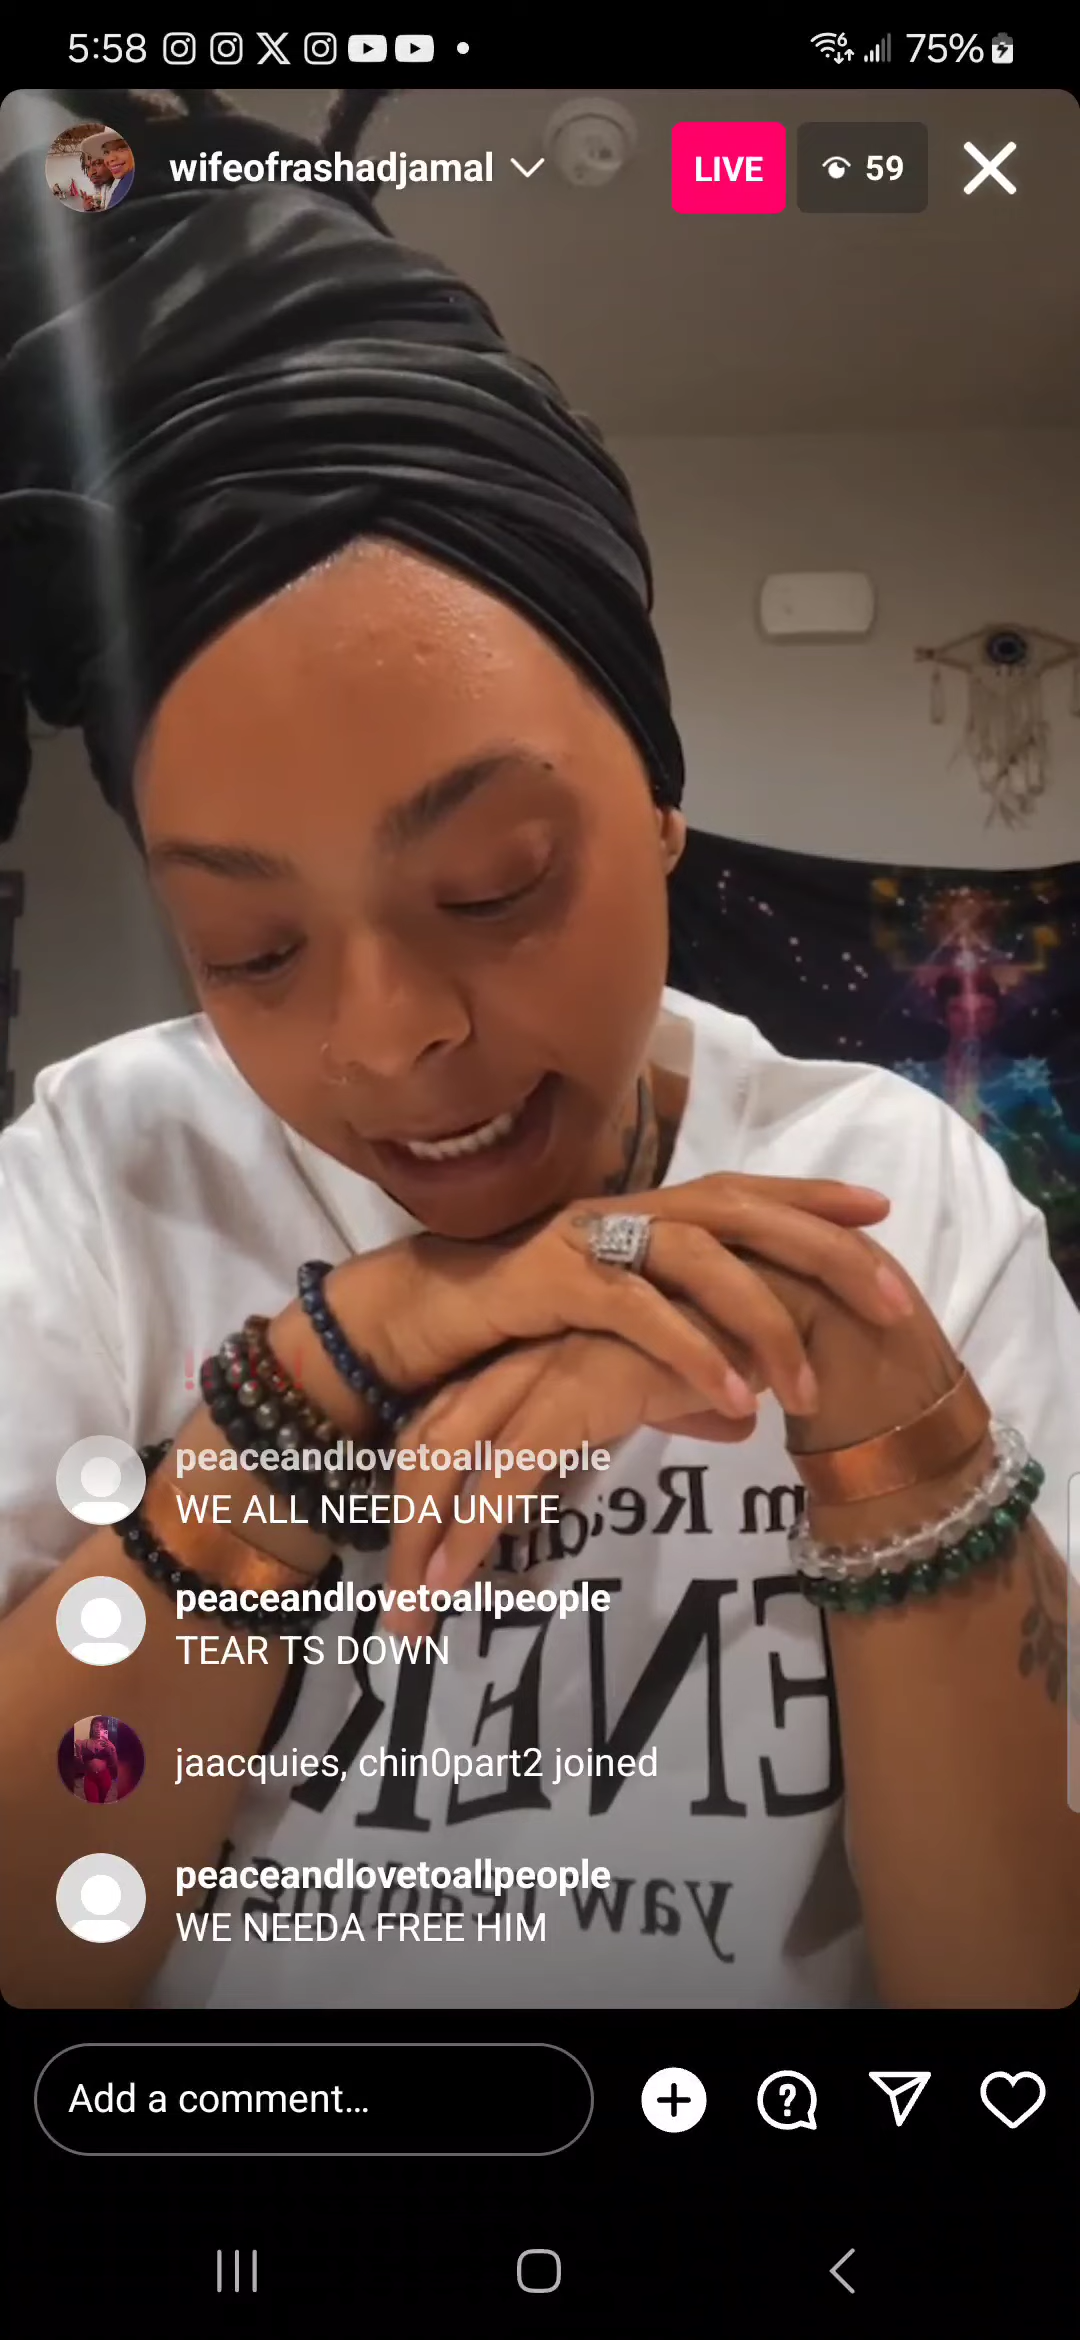 5:58
75%
wifeofrashadjamal
LIVE
59
!!!!!!
peaceandlovetoallpeople
WE ALL NEEDA UNITE
peaceandlovetoallpeople
TEAR TS DOWN
jaacquies, chin0part2 joined
peaceandlovetoallpeople
WE NEEDA FREE HIM
Add a comment...